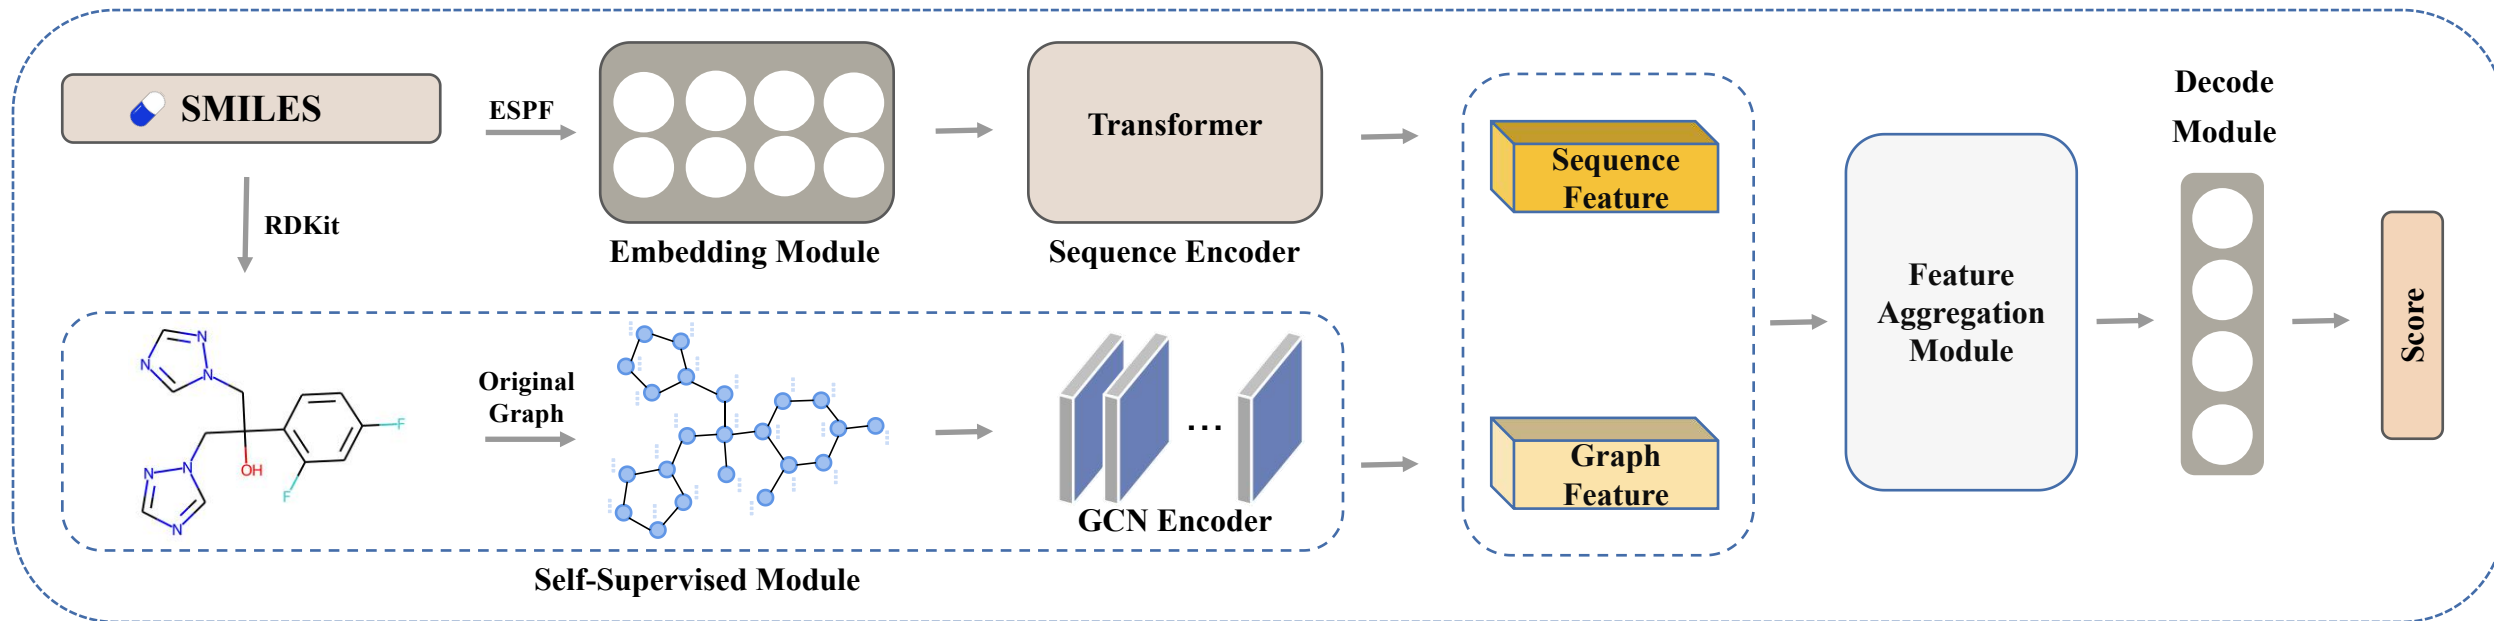 SMILES
ESPF
RDKit
Embedding Module
Transformer
Sequence Encoder
N
N
N
OH
F
F
N
N
N
Original
Graph
GCN Encoder
...
Self-Supervised Module
Sequence
Feature
Graph
Feature
Feature
Aggregation
Module
Decode
Module
Score